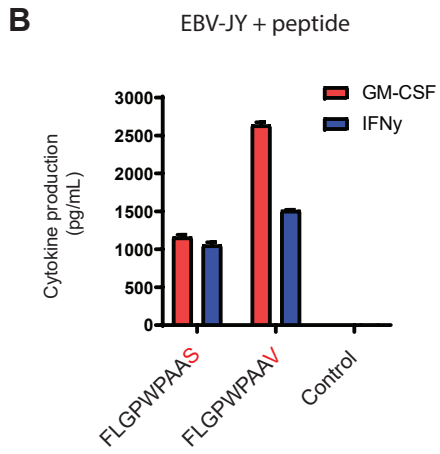 B
EBV-JY + peptide
GM-CSF
IFNy
Cytokine production
(pg/mL)
3000
2500
2000
1500
1000
500
0
FLGPWPAAS
FLGPWPAAV
Control